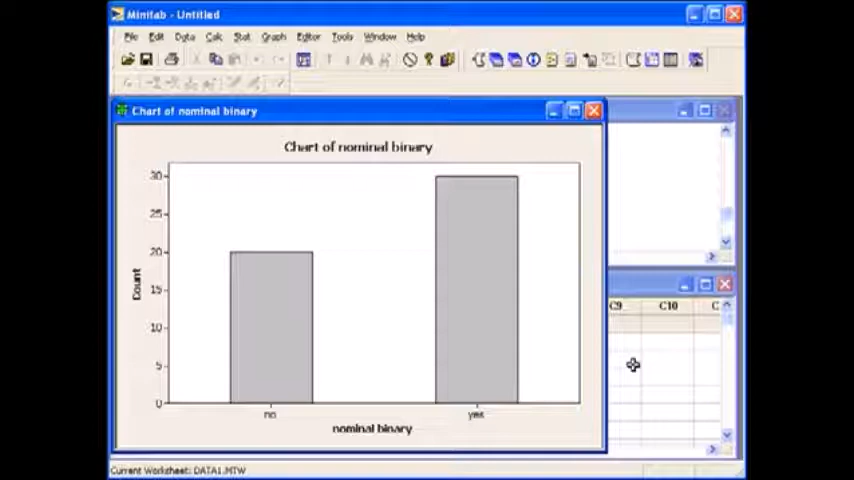 Minitab - Untitled
File Edit Data Calc Stat Graph Editor Tools Window Help
Chart of nominal binary
Chart of nominal binary
30
25
20
15
10
5
0
Count
no yes
nominal binary
C9 C10 C
Current Worksheet: DATA1.MTW